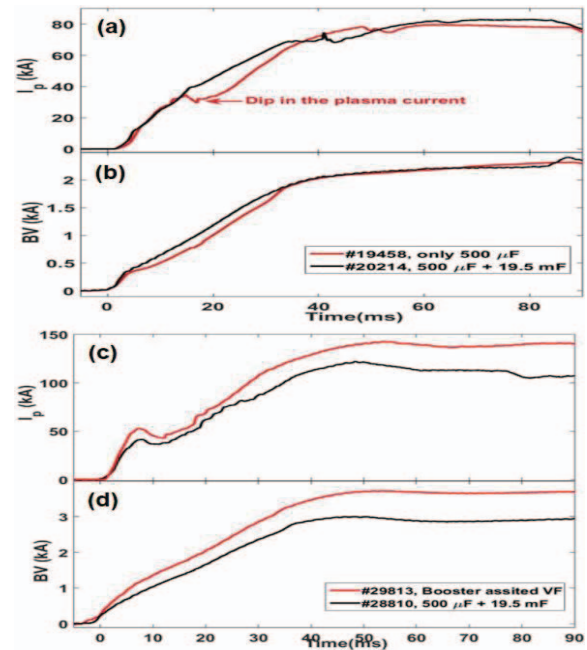 (a)
I_p (kA)
80
60
40
20
0
Dip in the plasma current
(b)
BV (kA)
2
1.5
1
0.5
0
#19458, only 500 µF
#20214, 500 µF + 19.5 mF
0 20 40 60 80
Time(ms)
(c)
I_p (kA)
150
100
50
0
(d)
BV (kA)
3
2
1
0
#29813, Booster assited VF
#28810, 500 µF + 19.5 mF
0 10 20 30 40 50 60 70 80 90
Time(ms)